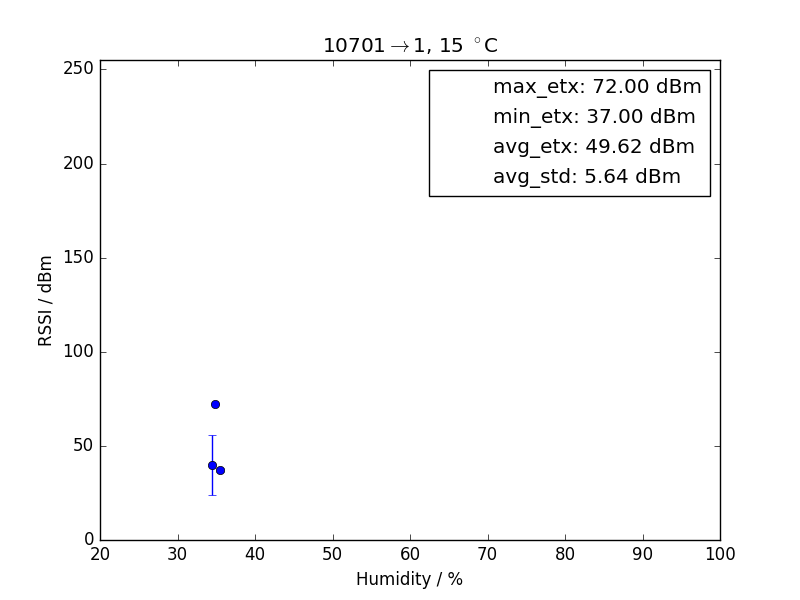 10701→1, 15 °C
max_etx: 72.00 dBm
min_etx: 37.00 dBm
avg_etx: 49.62 dBm
avg_std: 5.64 dBm
250
200
150
100
50
0
RSSI / dBm
20 30 40 50 60 70 80 90 100
Humidity / %